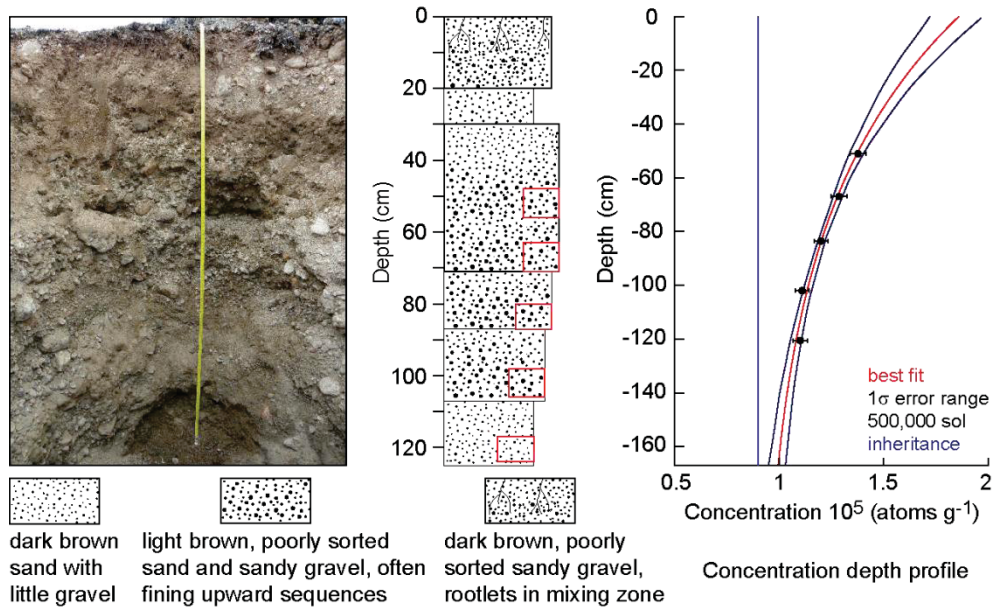 0
20
40
60
80
100
120
Depth (cm)
dark brown
sand with
little gravel
light brown, poorly sorted
sand and sandy gravel, often
fining upward sequences
dark brown, poorly
sorted sandy gravel,
rootlets in mixing zone
0
-20
-40
-60
-80
-100
-120
-140
-160
Depth (cm)
best fit
1σ error range
500,000 sol
inheritance
0.5
1
1.5
2
Concentration 10⁵ (atoms g⁻¹)
Concentration depth profile